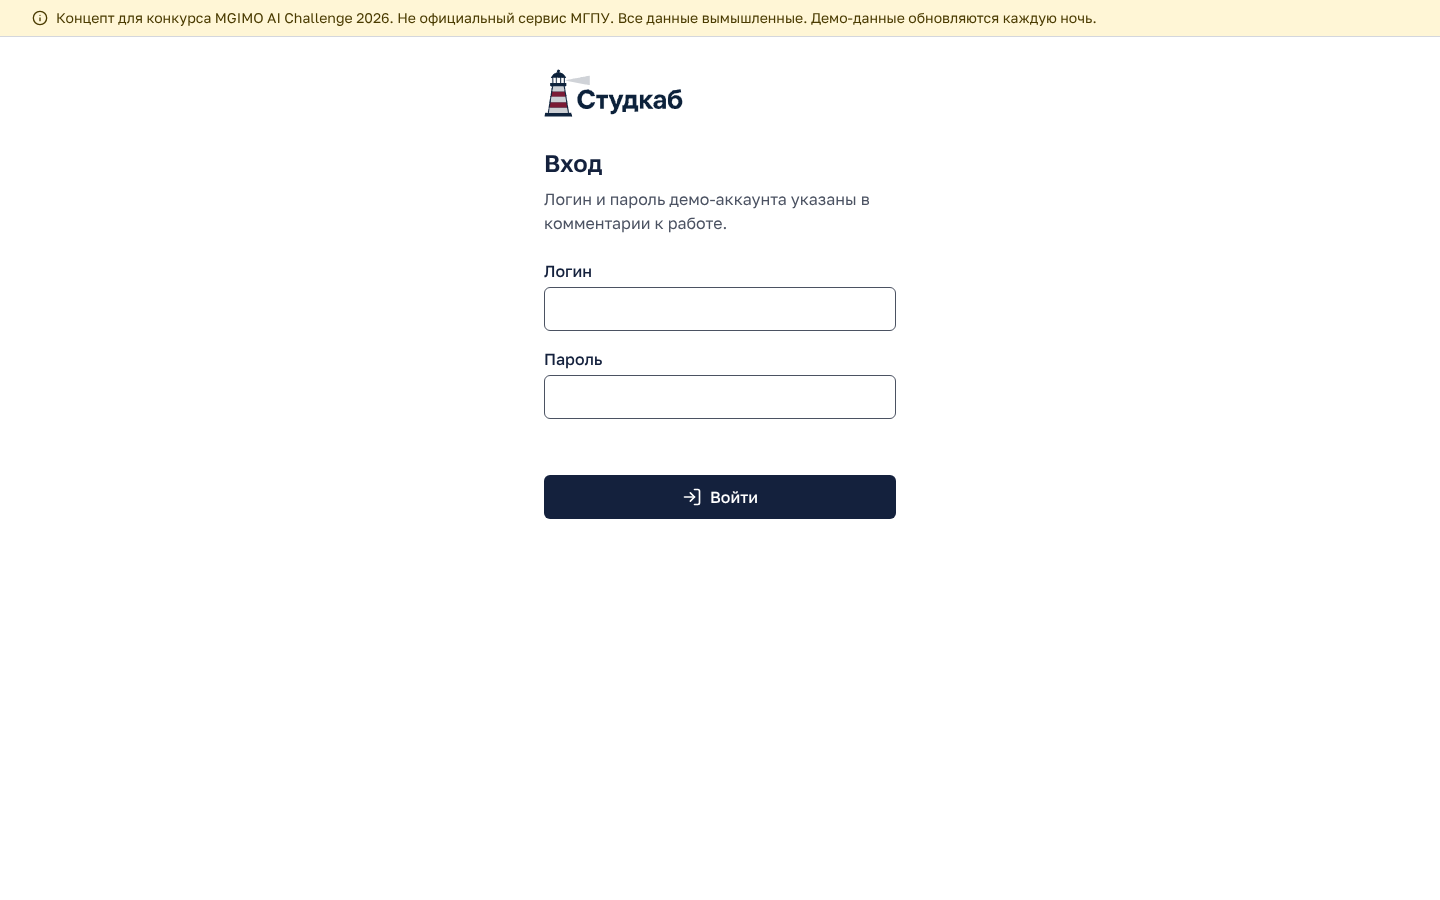 Концепт для конкурса MGIMO AI Challenge 2026. Не официальный сервис МГПУ. Все данные вымышленные. Демо-данные обновляются каждую ночь.
Студкаб
Вход
Логин и пароль демо-аккаунта указаны в
комментарии к работе.
Логин
Пароль
Войти